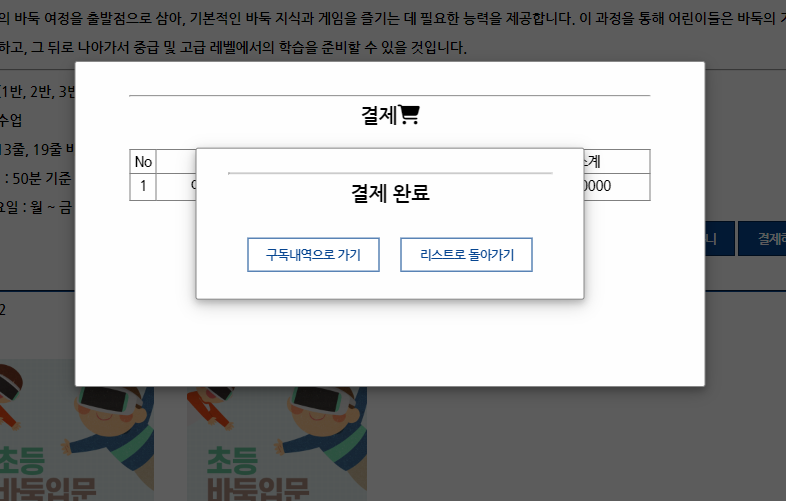 의 바둑 여정을 출발점으로 삼아, 기본적인 바둑 지식과 게임을 즐기는 데 필요한 능력을 제공합니다. 이 과정을 통해 어린이들은 바둑의
하고, 그 뒤로 나아가서 중급 및 고급 레벨에서의 학습을 준비할 수 있을 것입니다.
1반, 2반, 3반
결제
수업
13줄, 19줄
No
소계
: 50분 기준
1
0000
요일 : 월 ~ 금
결제 완료
니
결제하
구독내역으로 가기
리스트로 돌아가기
2
초등
바둑입문
초등
바둑입문